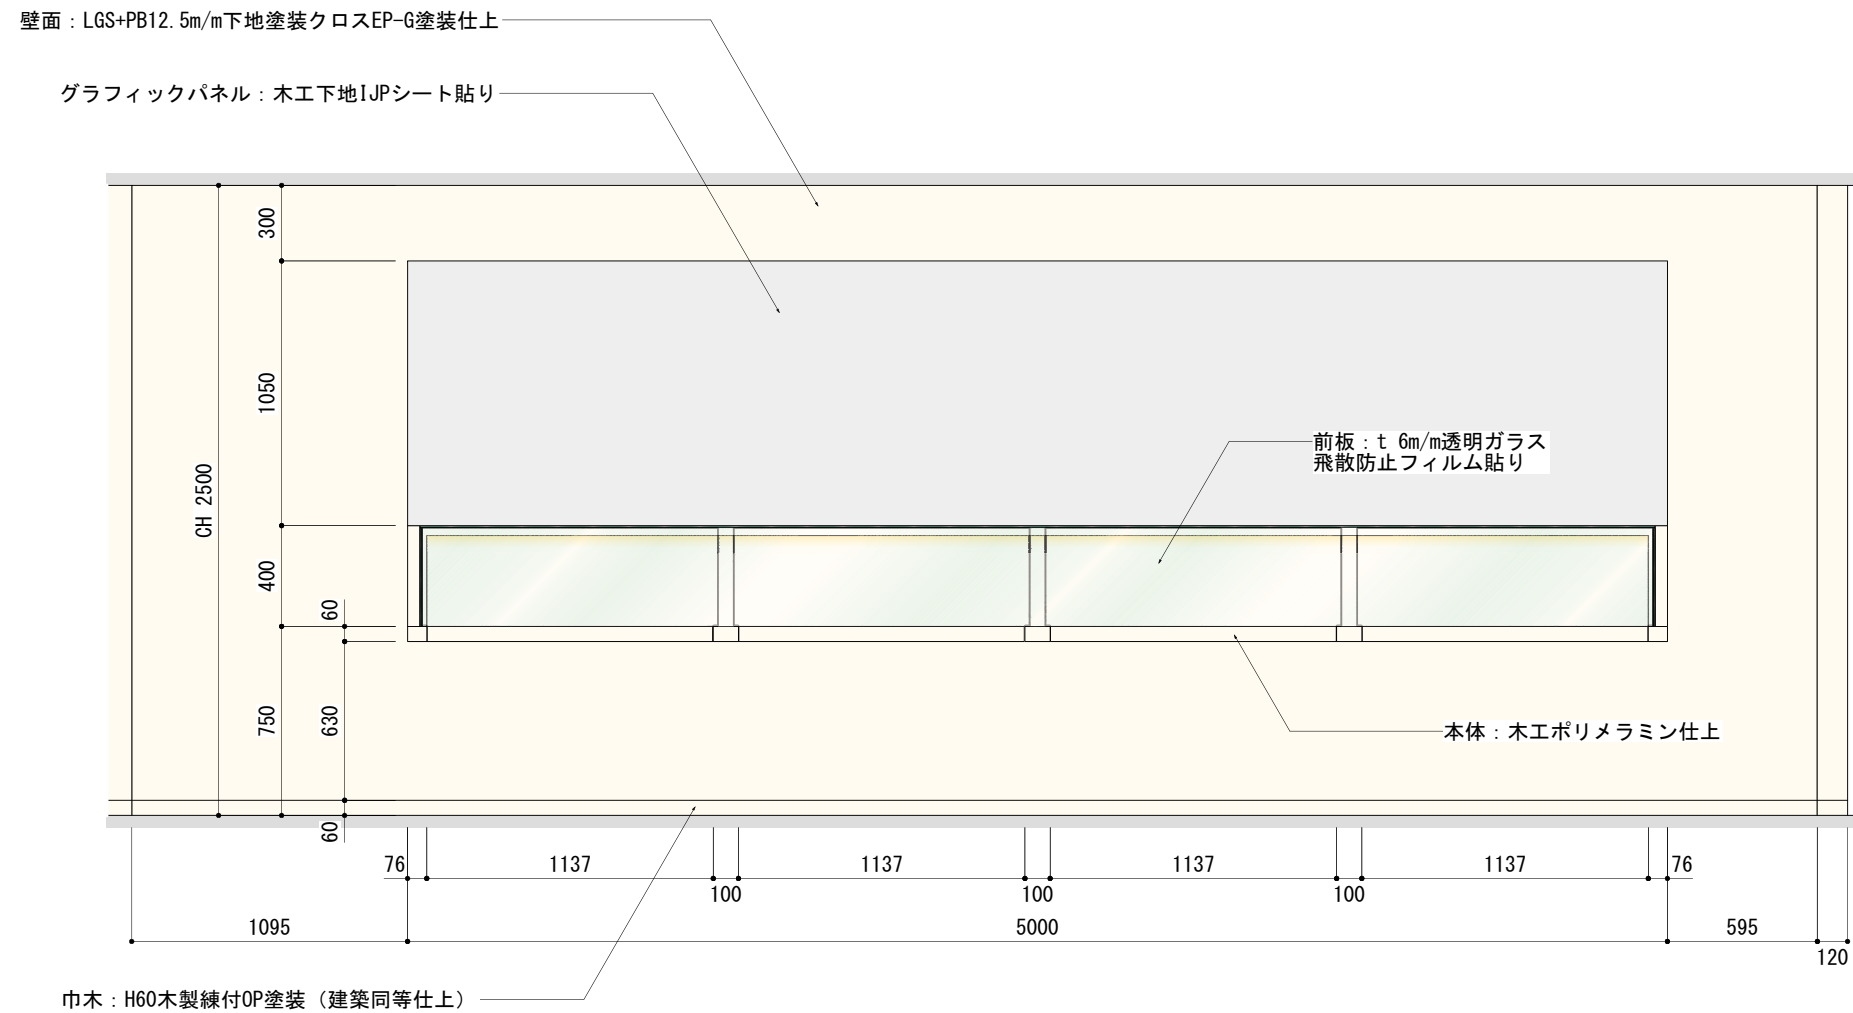 壁面：LGS+PB12.5m/m下地塗装クロスEP-G塗装仕上
グラフィックパネル：木工下地IJPシート貼り
300
1050
CH 2500
前板：t 6m/m透明ガラス
飛散防止フィルム貼り
400
60
750
630
本体：木工ポリメラミン仕上
60
76
1137
1137
1137
1137
76
100
100
100
1095
5000
595
120
巾木：H60木製練付OP塗装（建築同等仕上）